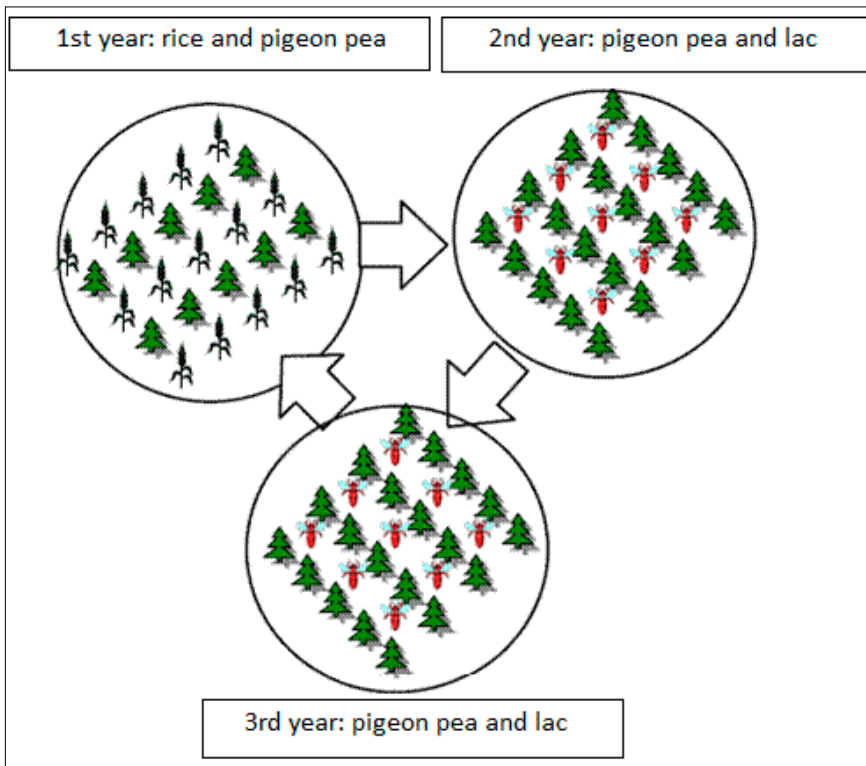 1st year: rice and pigeon pea
2nd year: pigeon pea and lac
3rd year: pigeon pea and lac